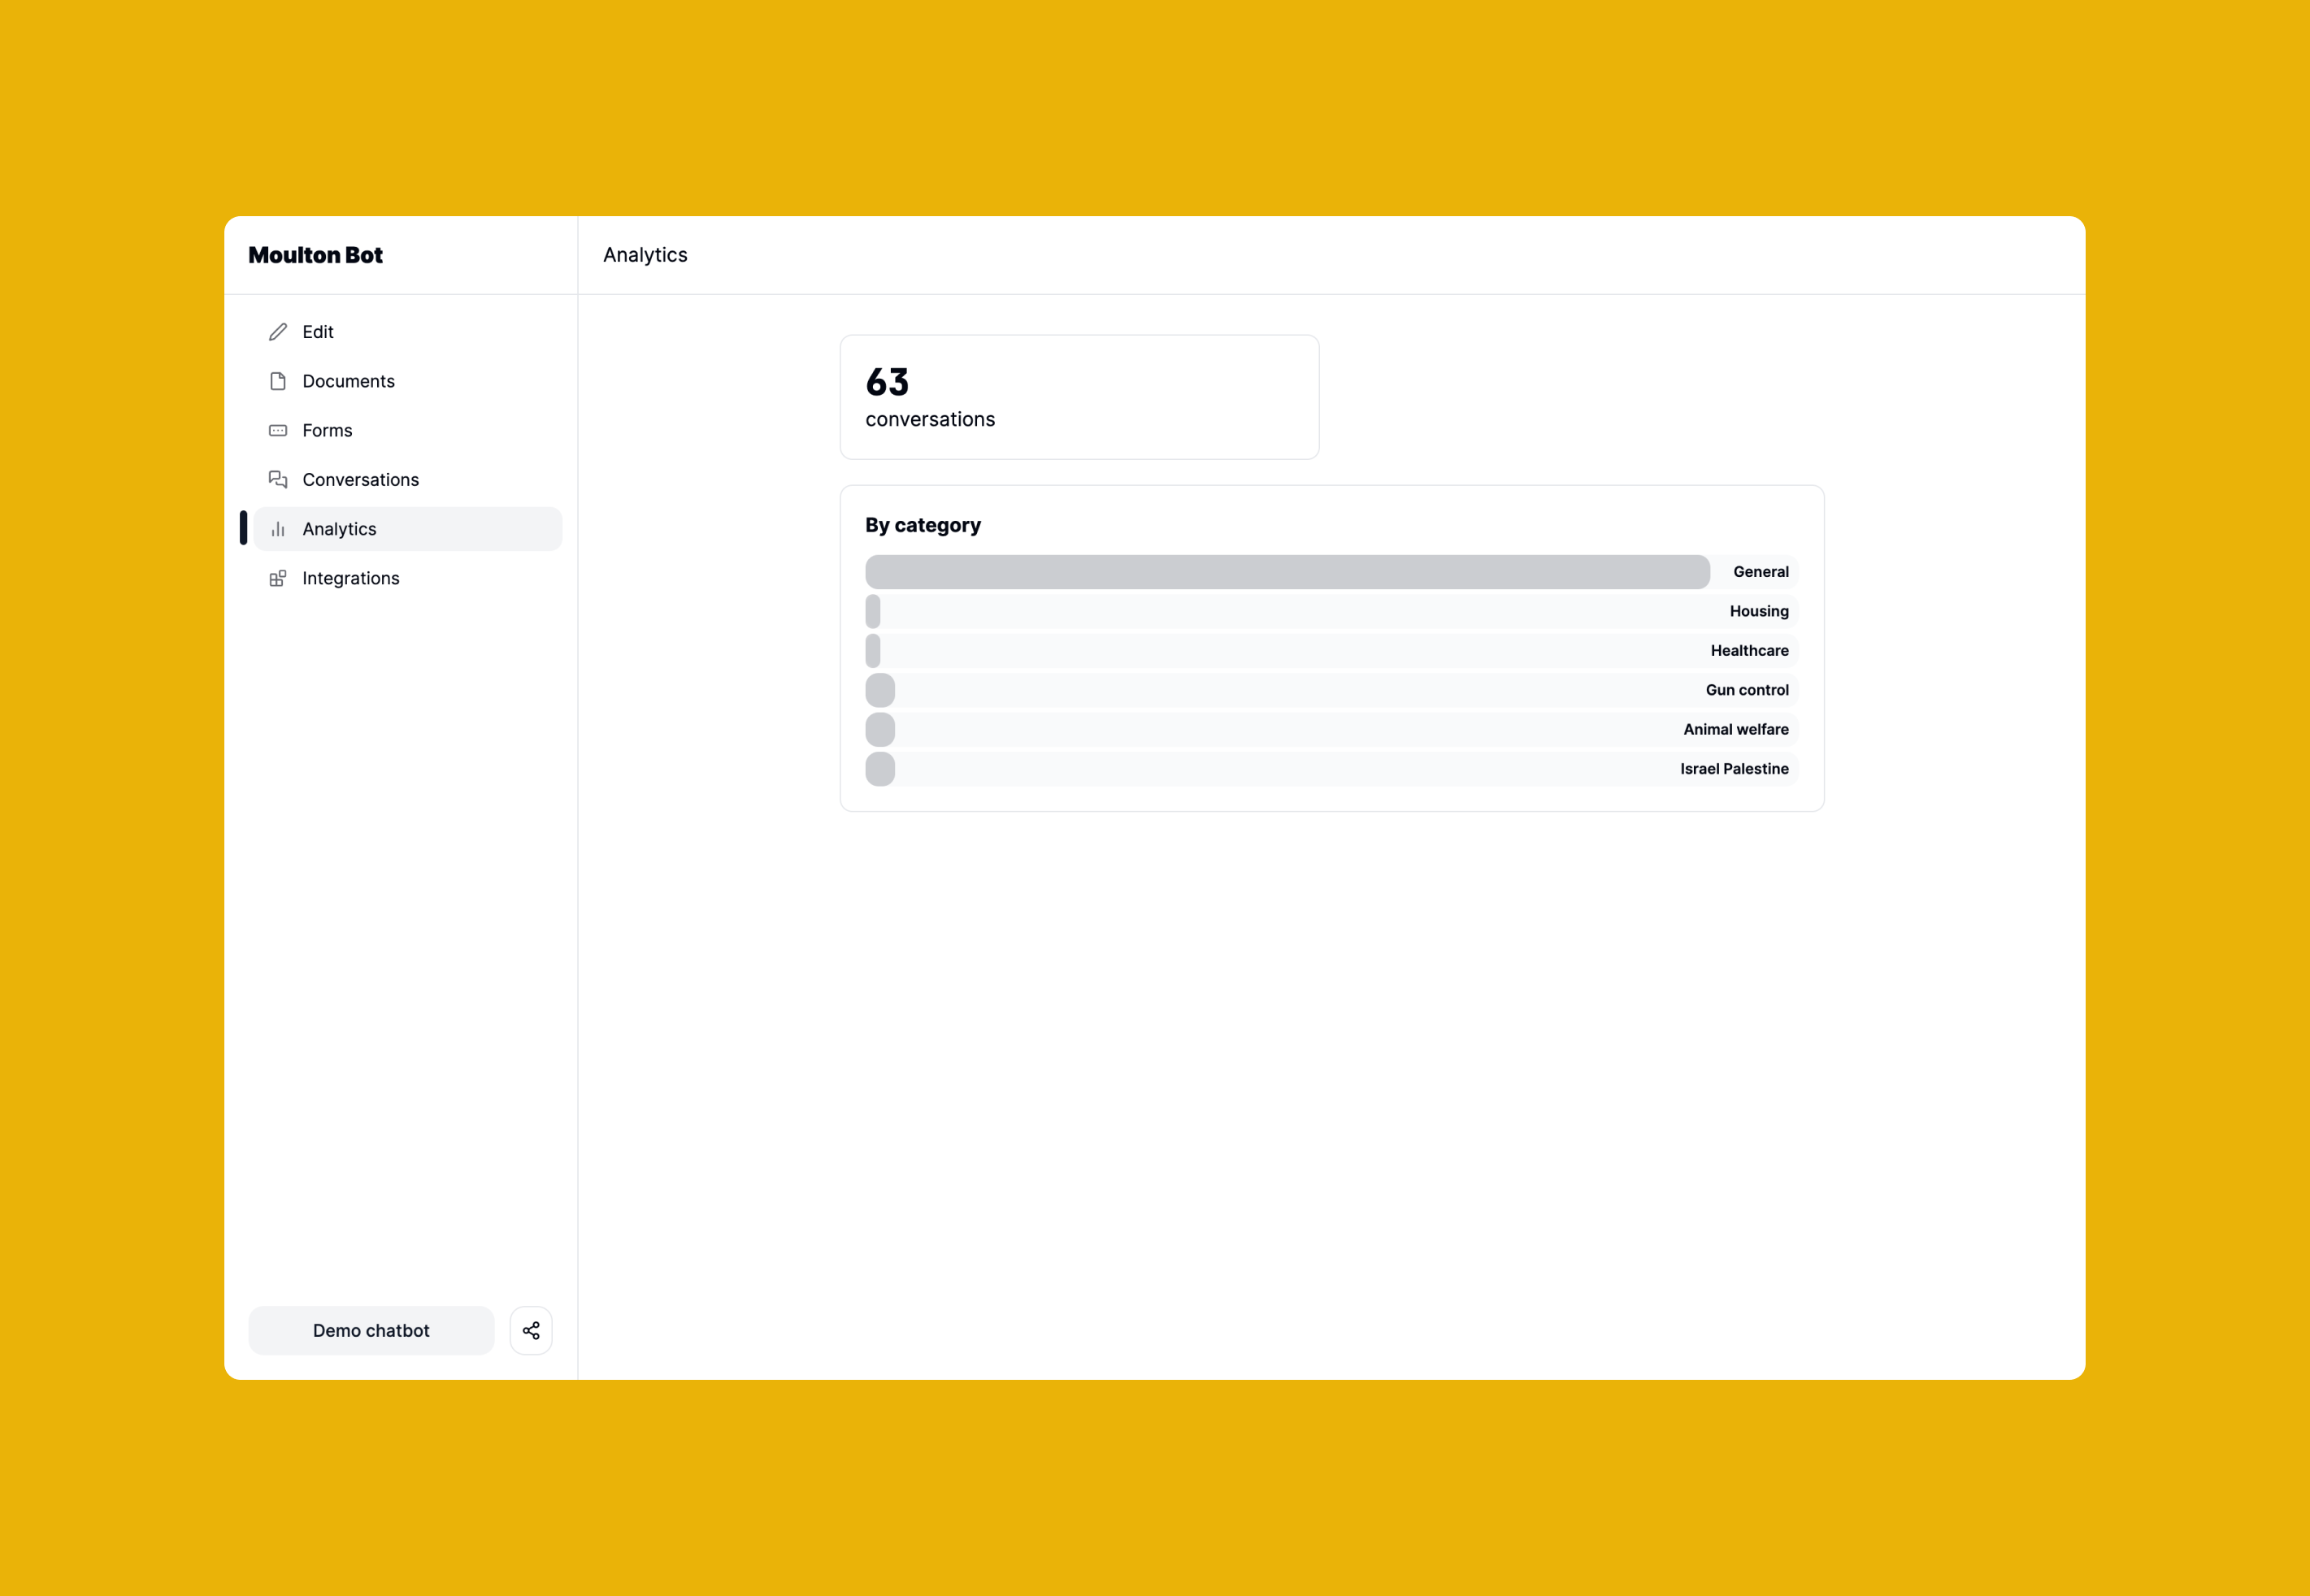 Moulton Bot
Analytics
Edit
Documents
Forms
Conversations
Analytics
Integrations
Demo chatbot
63
conversations
By category
General
Housing
Healthcare
Gun control
Animal welfare
Israel Palestine